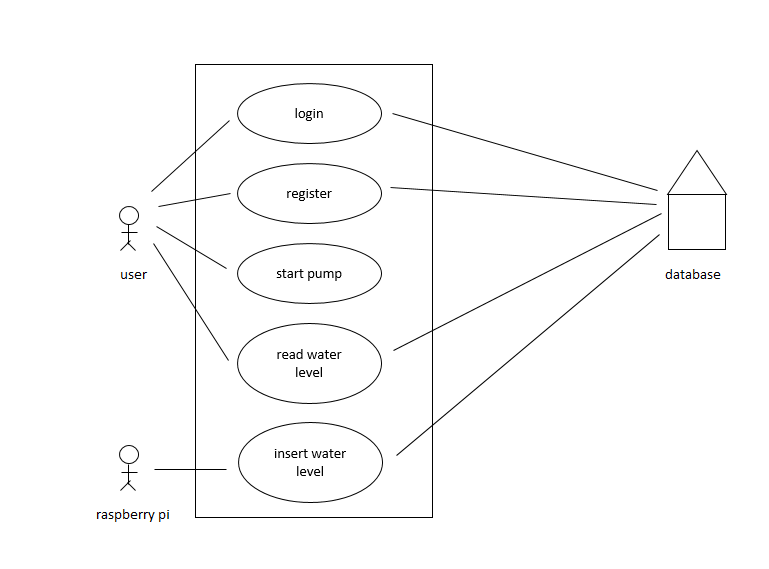 login
register
start pump
user
database
read water
level
insert water
level
raspberry pi